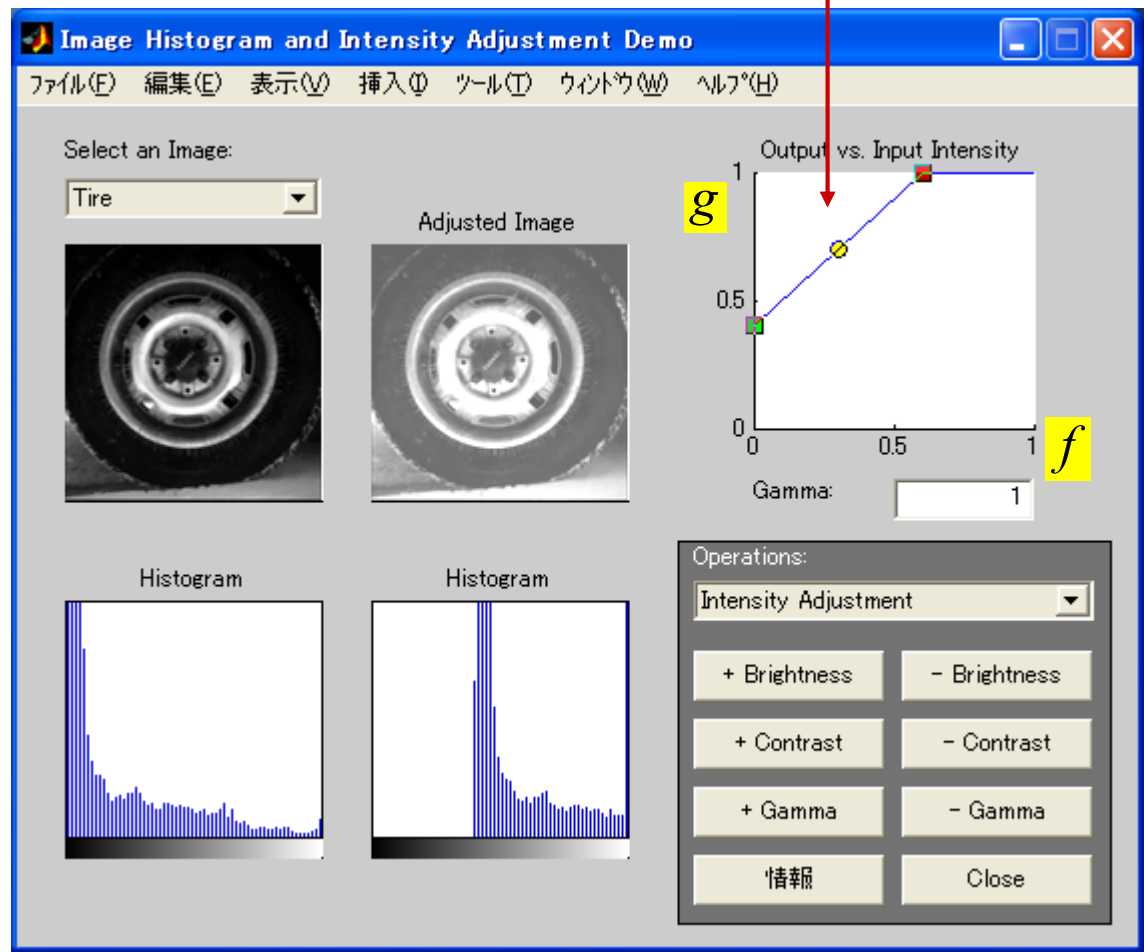 Image Histogram and Intensity Adjustment Demo
ファイル(F) 編集(E) 表示(V) 挿入(I) ツール(T) ウィンドウ(W) ヘルプ(H)
Select an Image:
Tire
Adjusted Image
Output vs. Input Intensity
g
1
0.5
0
0 0.5 1
f
Gamma: 1
Histogram
Histogram
Operations:
Intensity Adjustment
+ Brightness - Brightness
+ Contrast - Contrast
+ Gamma - Gamma
情報 Close